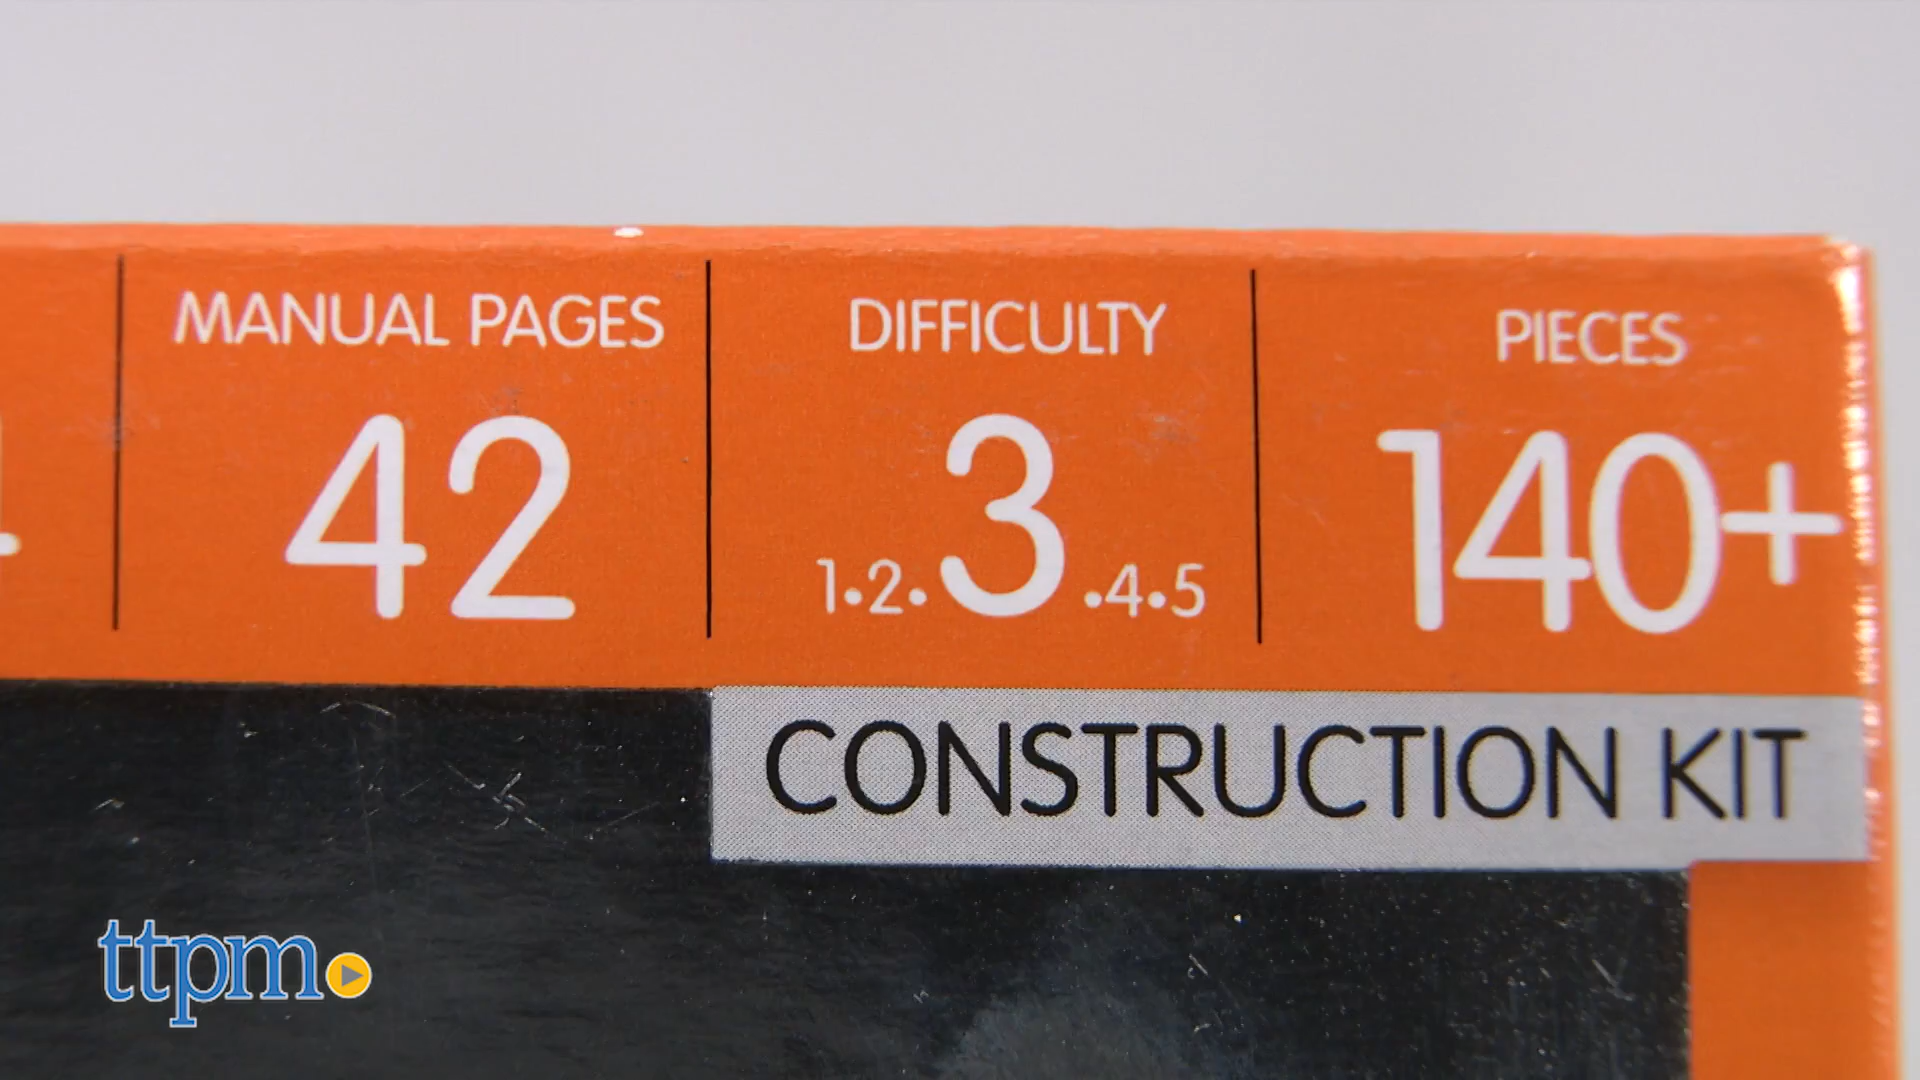 MANUAL PAGES
42
DIFFICULTY
1•2•3•4•5
PIECES
140+
CONSTRUCTION KIT
ttpm